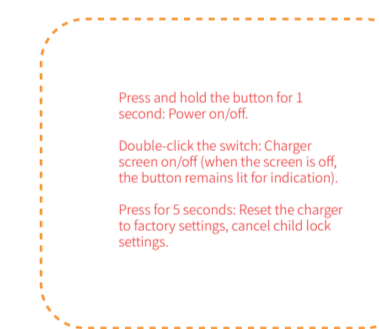 Press and hold the button for 1
second: Power on/off.
Double-click the switch: Charger
screen on/off (when the screen is off,
the button remains lit for indication).
Press for 5 seconds: Reset the charger
to factory settings, cancel child lock
settings.